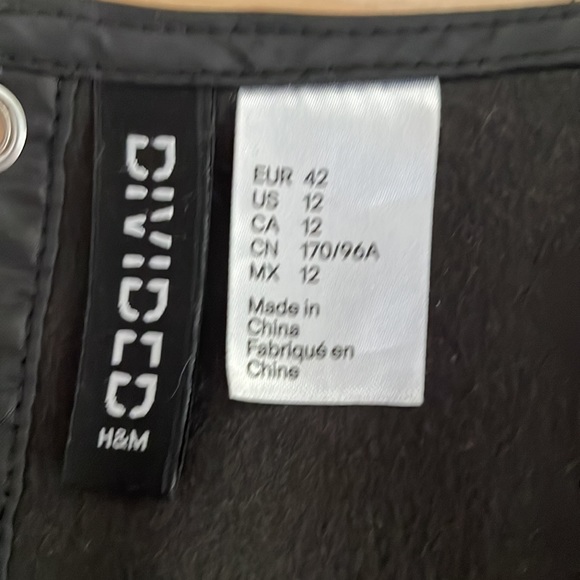 DIVIDED
H&M
EUR 42
US 12
CA 12
CN 170/96A
MX 12
Made in
China
Fabriqué en
Chine